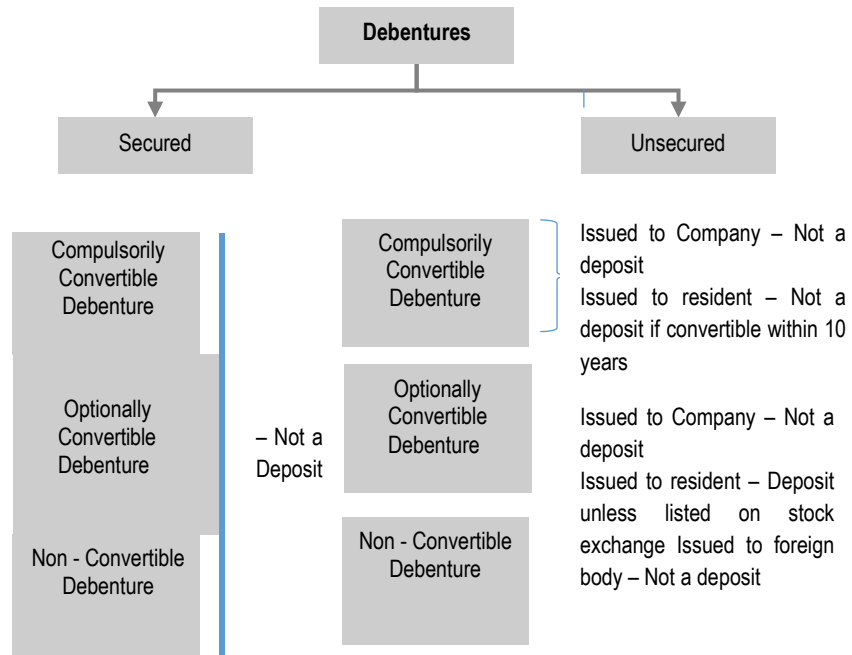 Debentures
Secured
Unsecured
Compulsorily
Convertible
Debenture
Optionally
Convertible
Debenture
Non - Convertible
Debenture
– Not a
Deposit
Compulsorily
Convertible
Debenture
Optionally
Convertible
Debenture
Non - Convertible
Debenture
Issued to Company – Not a
deposit
Issued to resident – Not a
deposit if convertible within 10
years
Issued to Company – Not a
deposit
Issued to resident – Deposit
unless listed on stock
exchange Issued to foreign
body – Not a deposit